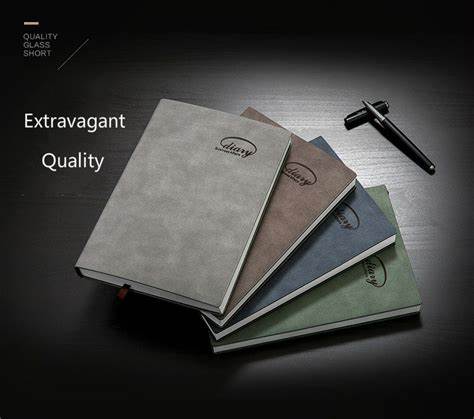 QUALITY
GLASS
SHORT
Extravagant
Quality
diary
diary
diary
diary